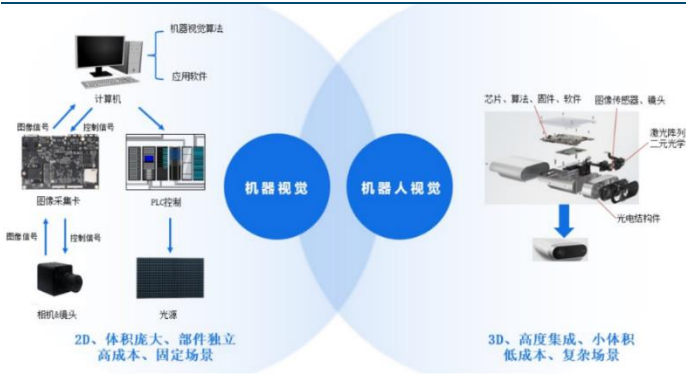 机器视觉算法
应用软件
计算机
图像信号
控制信号
图像采集卡
PLC控制
图像信号
控制信号
相机&镜头
光源
2D、体积庞大、部件独立
高成本、固定场景
机器视觉
机器人视觉
芯片、算法、固件、软件
图像传感器、镜头
激光阵列
二元光学
光电结构件
3D、高度集成、小体积
低成本、复杂场景